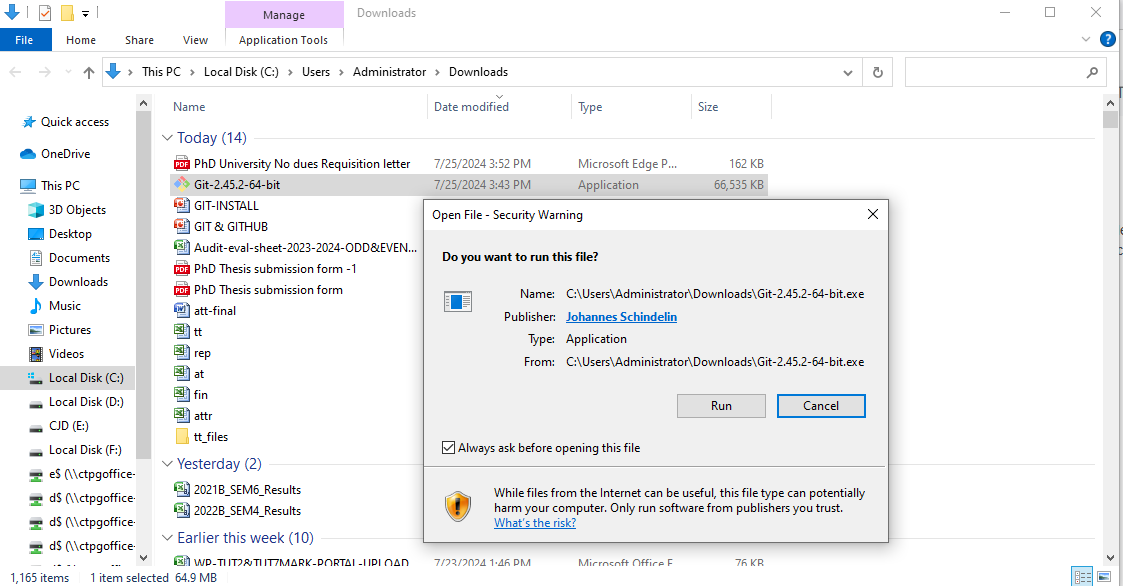 Manage
Downloads
File
Home
Share
View
Application Tools
This PC
Local Disk (C:)
Users
Administrator
Downloads
Name
Date modified
Type
Size
Quick access
OneDrive
This PC
3D Objects
Desktop
Documents
Downloads
Music
Pictures
Videos
Local Disk (C:)
Local Disk (D:)
CJD (E:)
Local Disk (F:)
e$ (\\ctpgoffice-
d$ (\\ctpgoffice-
d$ (\\ctpgoffice-
d$ (\\ctpgoffice-
Today (14)
PhD University No dues Requisition letter 7/25/2024 3:52 PM Microsoft Edge P... 162 KB
Git-2.45.2-64-bit 7/25/2024 3:43 PM Application 66,535 KB
GIT-INSTALL
GIT & GITHUB
Audit-eval-sheet-2023-2024-ODD&EVEN...
PhD Thesis submission form -1
PhD Thesis submission form
att-final
tt
rep
at
fin
attr
tt_files
Yesterday (2)
2021B_SEM6_Results
2022B_SEM4_Results
Earlier this week (10)
WP-TUT2&TUT7MARK-PORTAL-UPLOAD 7/23/2024 1:46 PM Microsoft Office E... 76 KB
Open File - Security Warning
Do you want to run this file?
Name: C:\Users\Administrator\Downloads\Git-2.45.2-64-bit.exe
Publisher: Johannes Schindelin
Type: Application
From: C:\Users\Administrator\Downloads\Git-2.45.2-64-bit.exe
Run
Cancel
Always ask before opening this file
While files from the Internet can be useful, this file type can potentially
harm your computer. Only run software from publishers you trust.
What's the risk?
1,165 items
1 item selected 64.9 MB